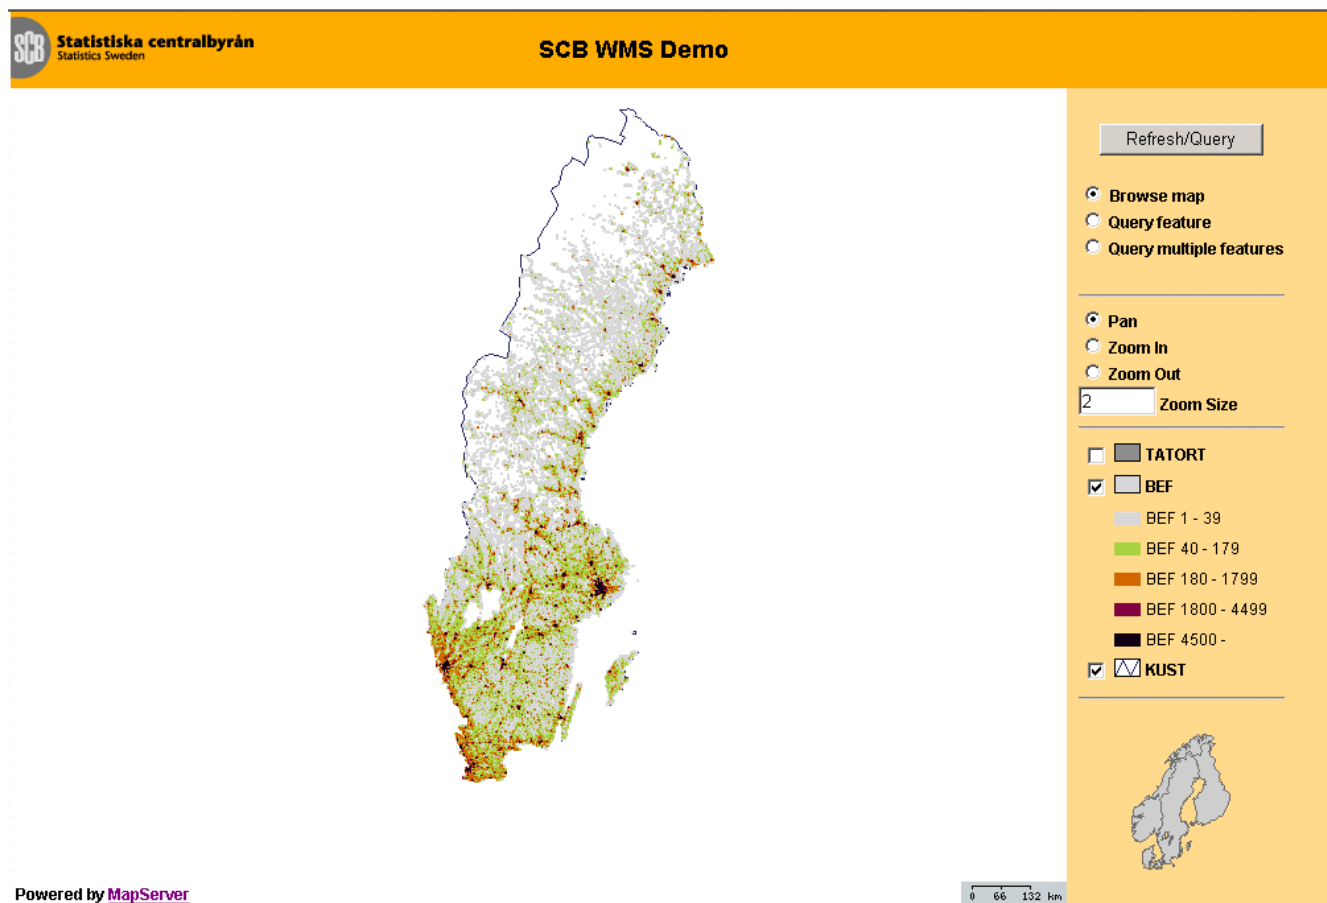 SCB
Statistiska centralbyrån
Statistics Sweden
SCB WMS Demo
Refresh/Query
Browse map
Query feature
Query multiple features
Pan
Zoom In
Zoom Out
2 Zoom Size
TATORT
BEF
BEF 1 - 39
BEF 40 - 179
BEF 180 - 1799
BEF 1800 - 4499
BEF 4500 -
KUST
Powered by MapServer
0 66 132 km